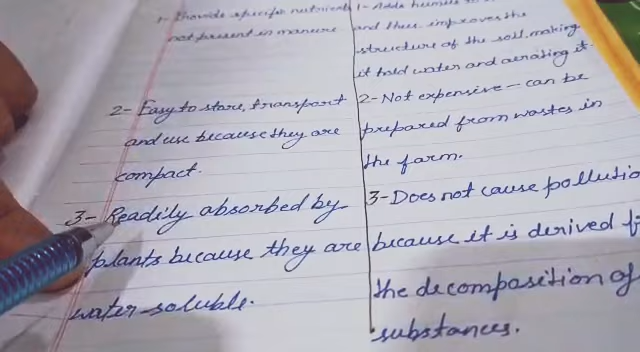 1- Provide specific nutrients
not present in manure
2- Easy to store, transport
and use because they are
compact.
3- Readily absorbed by
plants because they are
water-soluble.
1- Adds humus
and thus improves the
structure of the soil, making
it hold water and aerating it.
2- Not expensive - can be
prepared from wastes in
the farm.
3- Does not cause pollutio
because it is derived f
the decomposition of
substances.